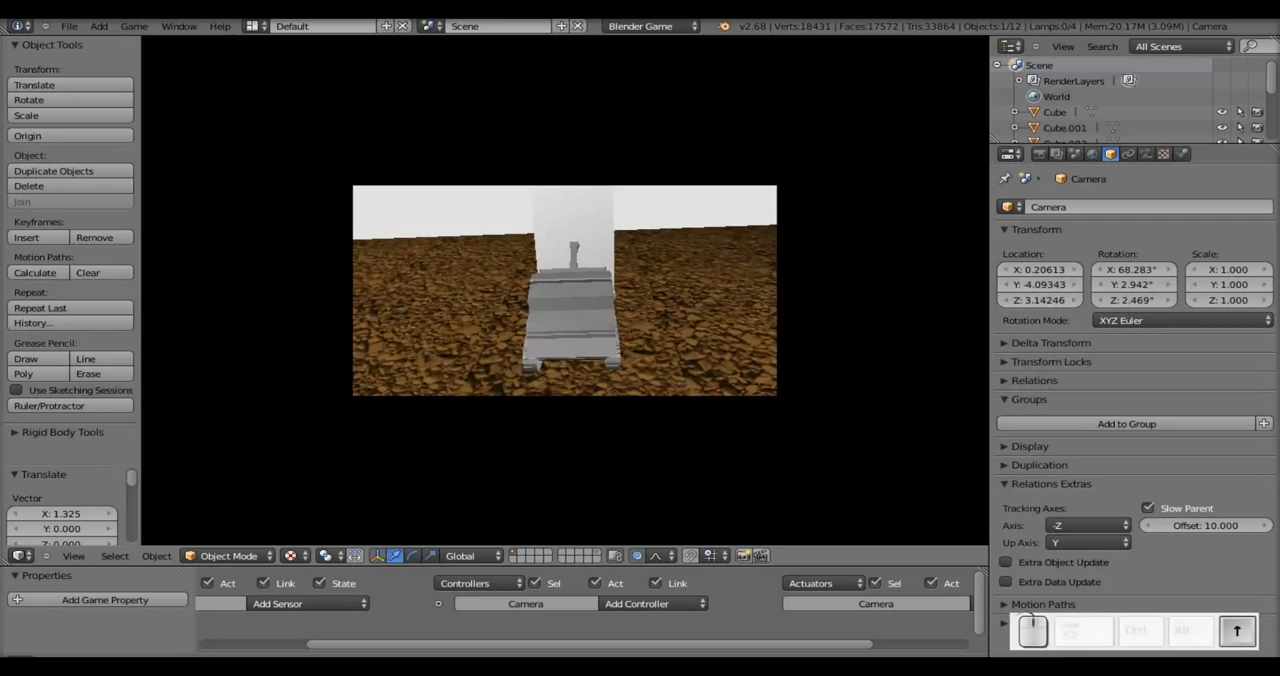 File Add Game Window Help Default Scene Blender Game v2.68 | Verts:18431 | Faces:17572 | Tris:33864 | Objects:1/12 | Lamps:0/4 | Mem:20.17M (3.09M) | Camera
Object Tools
Transform:
Translate
Rotate
Scale
Origin
Object:
Duplicate Objects
Delete
Join
Keyframes:
Insert Remove
Motion Paths:
Calculate Clear
Repeat:
Repeat Last
History...
Grease Pencil:
Draw Line
Poly Erase
Use Sketching Sessions
Ruler/Protractor
Rigid Body Tools
Translate
Vector
X: 1.325
Y: 0.000
View Select Object Object Mode Global
Properties
Add Game Property
Act Link State Controllers Sel Act Link Actuators Sel Act
Add Sensor Camera Add Controller Camera
View Search All Scenes
Scene
RenderLayers |
World
Cube |
Cube.001 |
Camera
Camera
Transform
Location: Rotation: Scale:
X: 0.20613 X: 68.283° X: 1.000
Y: -4.09343 Y: 2.942° Y: 1.000
Z: 3.14246 Z: 2.469° Z: 1.000
Rotation Mode: XYZ Euler
Delta Transform
Transform Locks
Relations
Groups
Add to Group
Display
Duplication
Relations Extras
Tracking Axes: Slow Parent
Axis: -Z Offset: 10.000
Up Axis: Y
Extra Object Update
Extra Data Update
Motion Paths
Ctrl Alt